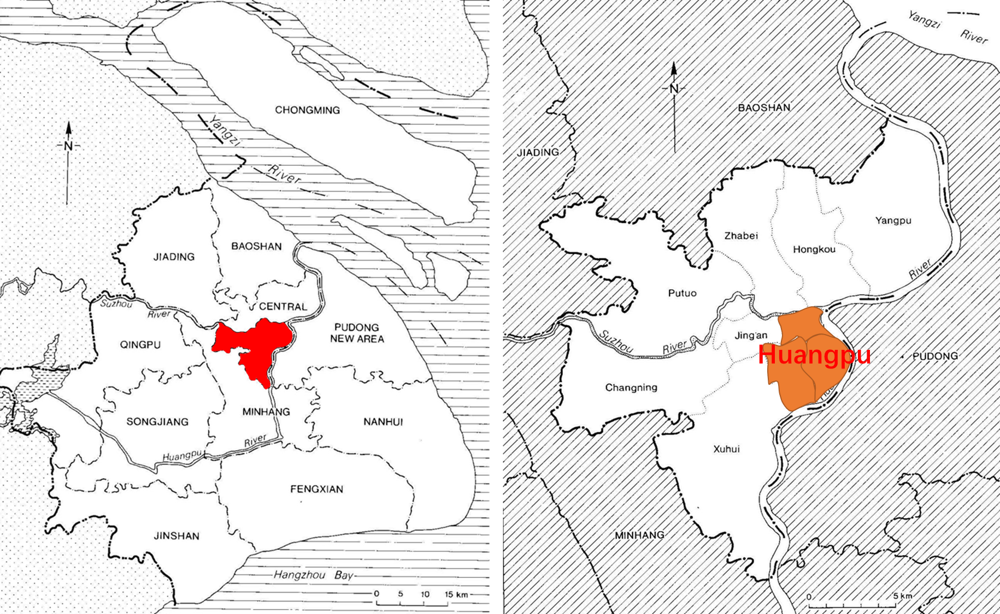 CHONGMING
N
Yangzi
River
JIADING
BAOSHAN
CENTRAL
Suzhou
River
QINGPU
PUDONG
NEW AREA
SONGJIANG
MINHANG
NANHUI
Huangpu
River
FENGXIAN
JINSHAN
Hangzhou Bay
0 5 10 15 km
Yangzi
River
N
BAOSHAN
JIADING
Zhabei
Yangpu
Hongkou
River
Putuo
Jing'an
Suzhou
River
Huangpu
PUDONG
Changning
Xuhui
MINHANG
0 5 km